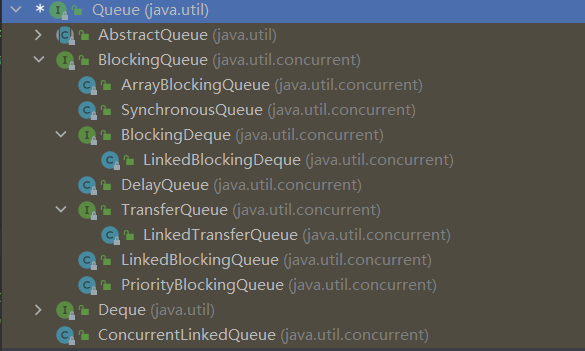 * I Queue (java.util)
C AbstractQueue (java.util)
I BlockingQueue (java.util.concurrent)
C ArrayBlockingQueue (java.util.concurrent)
C SynchronousQueue (java.util.concurrent)
I BlockingDeque (java.util.concurrent)
C LinkedBlockingDeque (java.util.concurrent)
C DelayQueue (java.util.concurrent)
I TransferQueue (java.util.concurrent)
C LinkedTransferQueue (java.util.concurrent)
C LinkedBlockingQueue (java.util.concurrent)
C PriorityBlockingQueue (java.util.concurrent)
I Deque (java.util)
C ConcurrentLinkedQueue (java.util.concurrent)